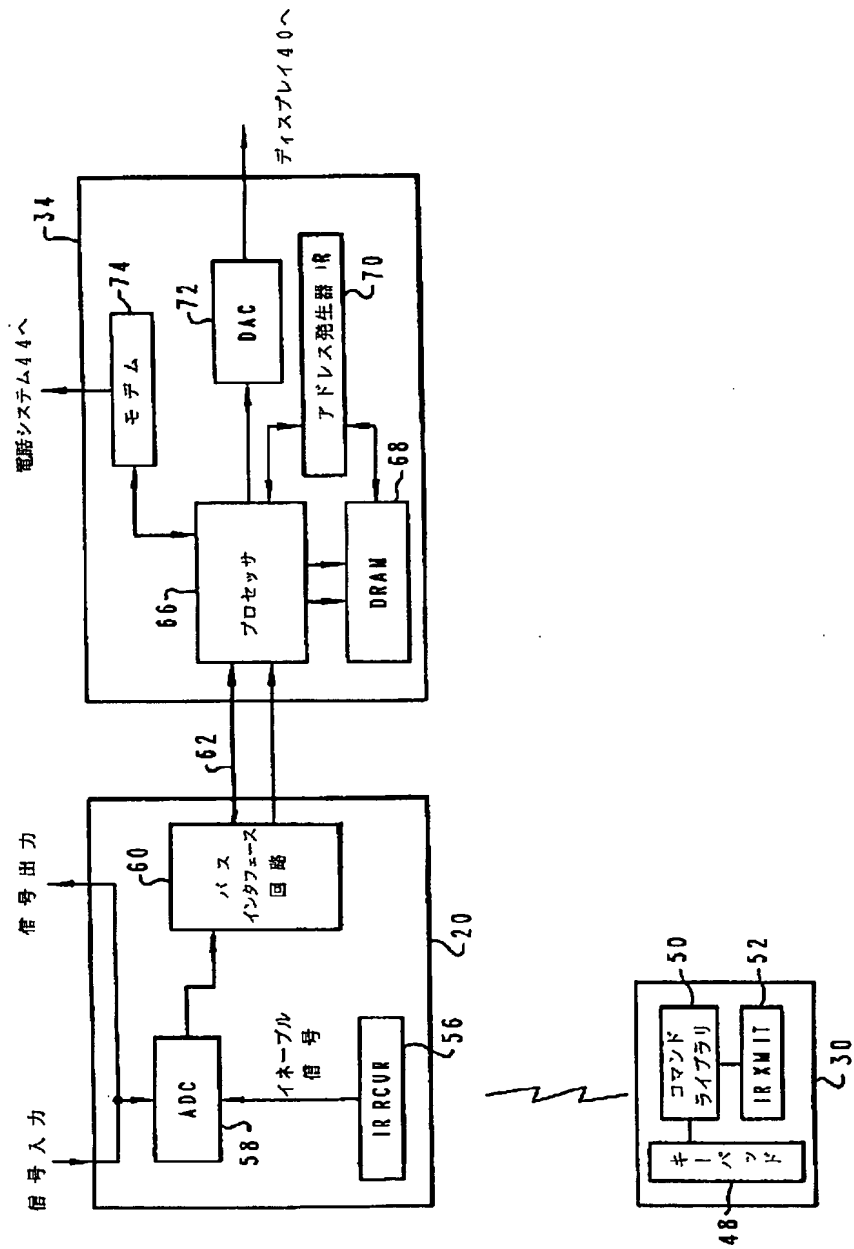 信号入力
信号出力
ADC
58
イネーブル
信号
IR RCUR
56
バス
インタフェース
回路
60
20
62
34
電話システム44へ
モデム
74
プロセッサ
66
DAC
72
ディスプレイ40へ
アドレス発生器 IR
70
DRAM
68
キーパッド
48
コマンド
ライブラリ
50
IR XMIT
52
30